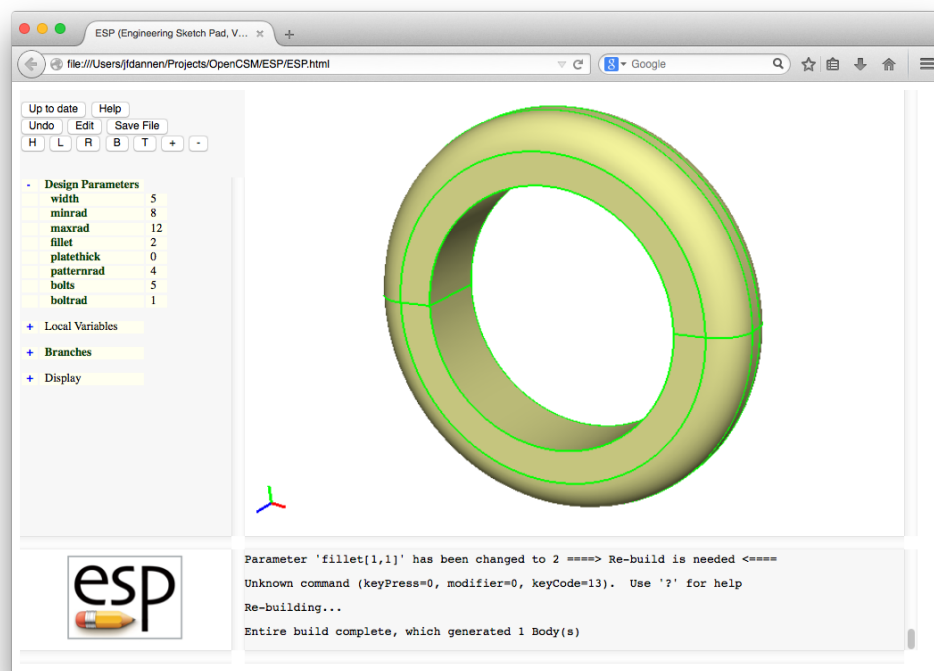 ESP (Engineering Sketch Pad, V...
file:///Users/jfdannen/Projects/OpenCSM/ESP/ESP.html
8 Google
Up to date Help
Undo Edit Save File
H L R B T + -
- Design Parameters
width 5
minrad 8
maxrad 12
fillet 2
platethick 0
patternrad 4
bolts 5
boltrad 1
+ Local Variables
+ Branches
+ Display
esp
Parameter 'fillet[1,1]' has been changed to 2 ====> Re-build is needed <====
Unknown command (keyPress=0, modifier=0, keyCode=13).  Use '?' for help
Re-building...
Entire build complete, which generated 1 Body(s)